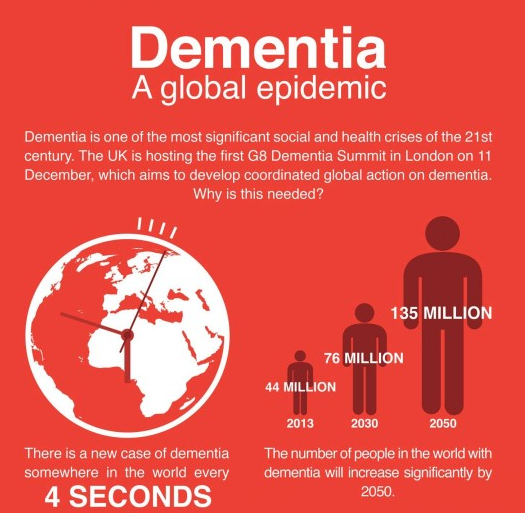 Dementia
A global epidemic
Dementia is one of the most significant social and health crises of the 21st
century. The UK is hosting the first G8 Dementia Summit in London on 11
December, which aims to develop coordinated global action on dementia.
Why is this needed?
135 MILLION
76 MILLION
44 MILLION
2013
2030
2050
There is a new case of dementia
somewhere in the world every
4 SECONDS
The number of people in the world with
dementia will increase significantly by
2050.